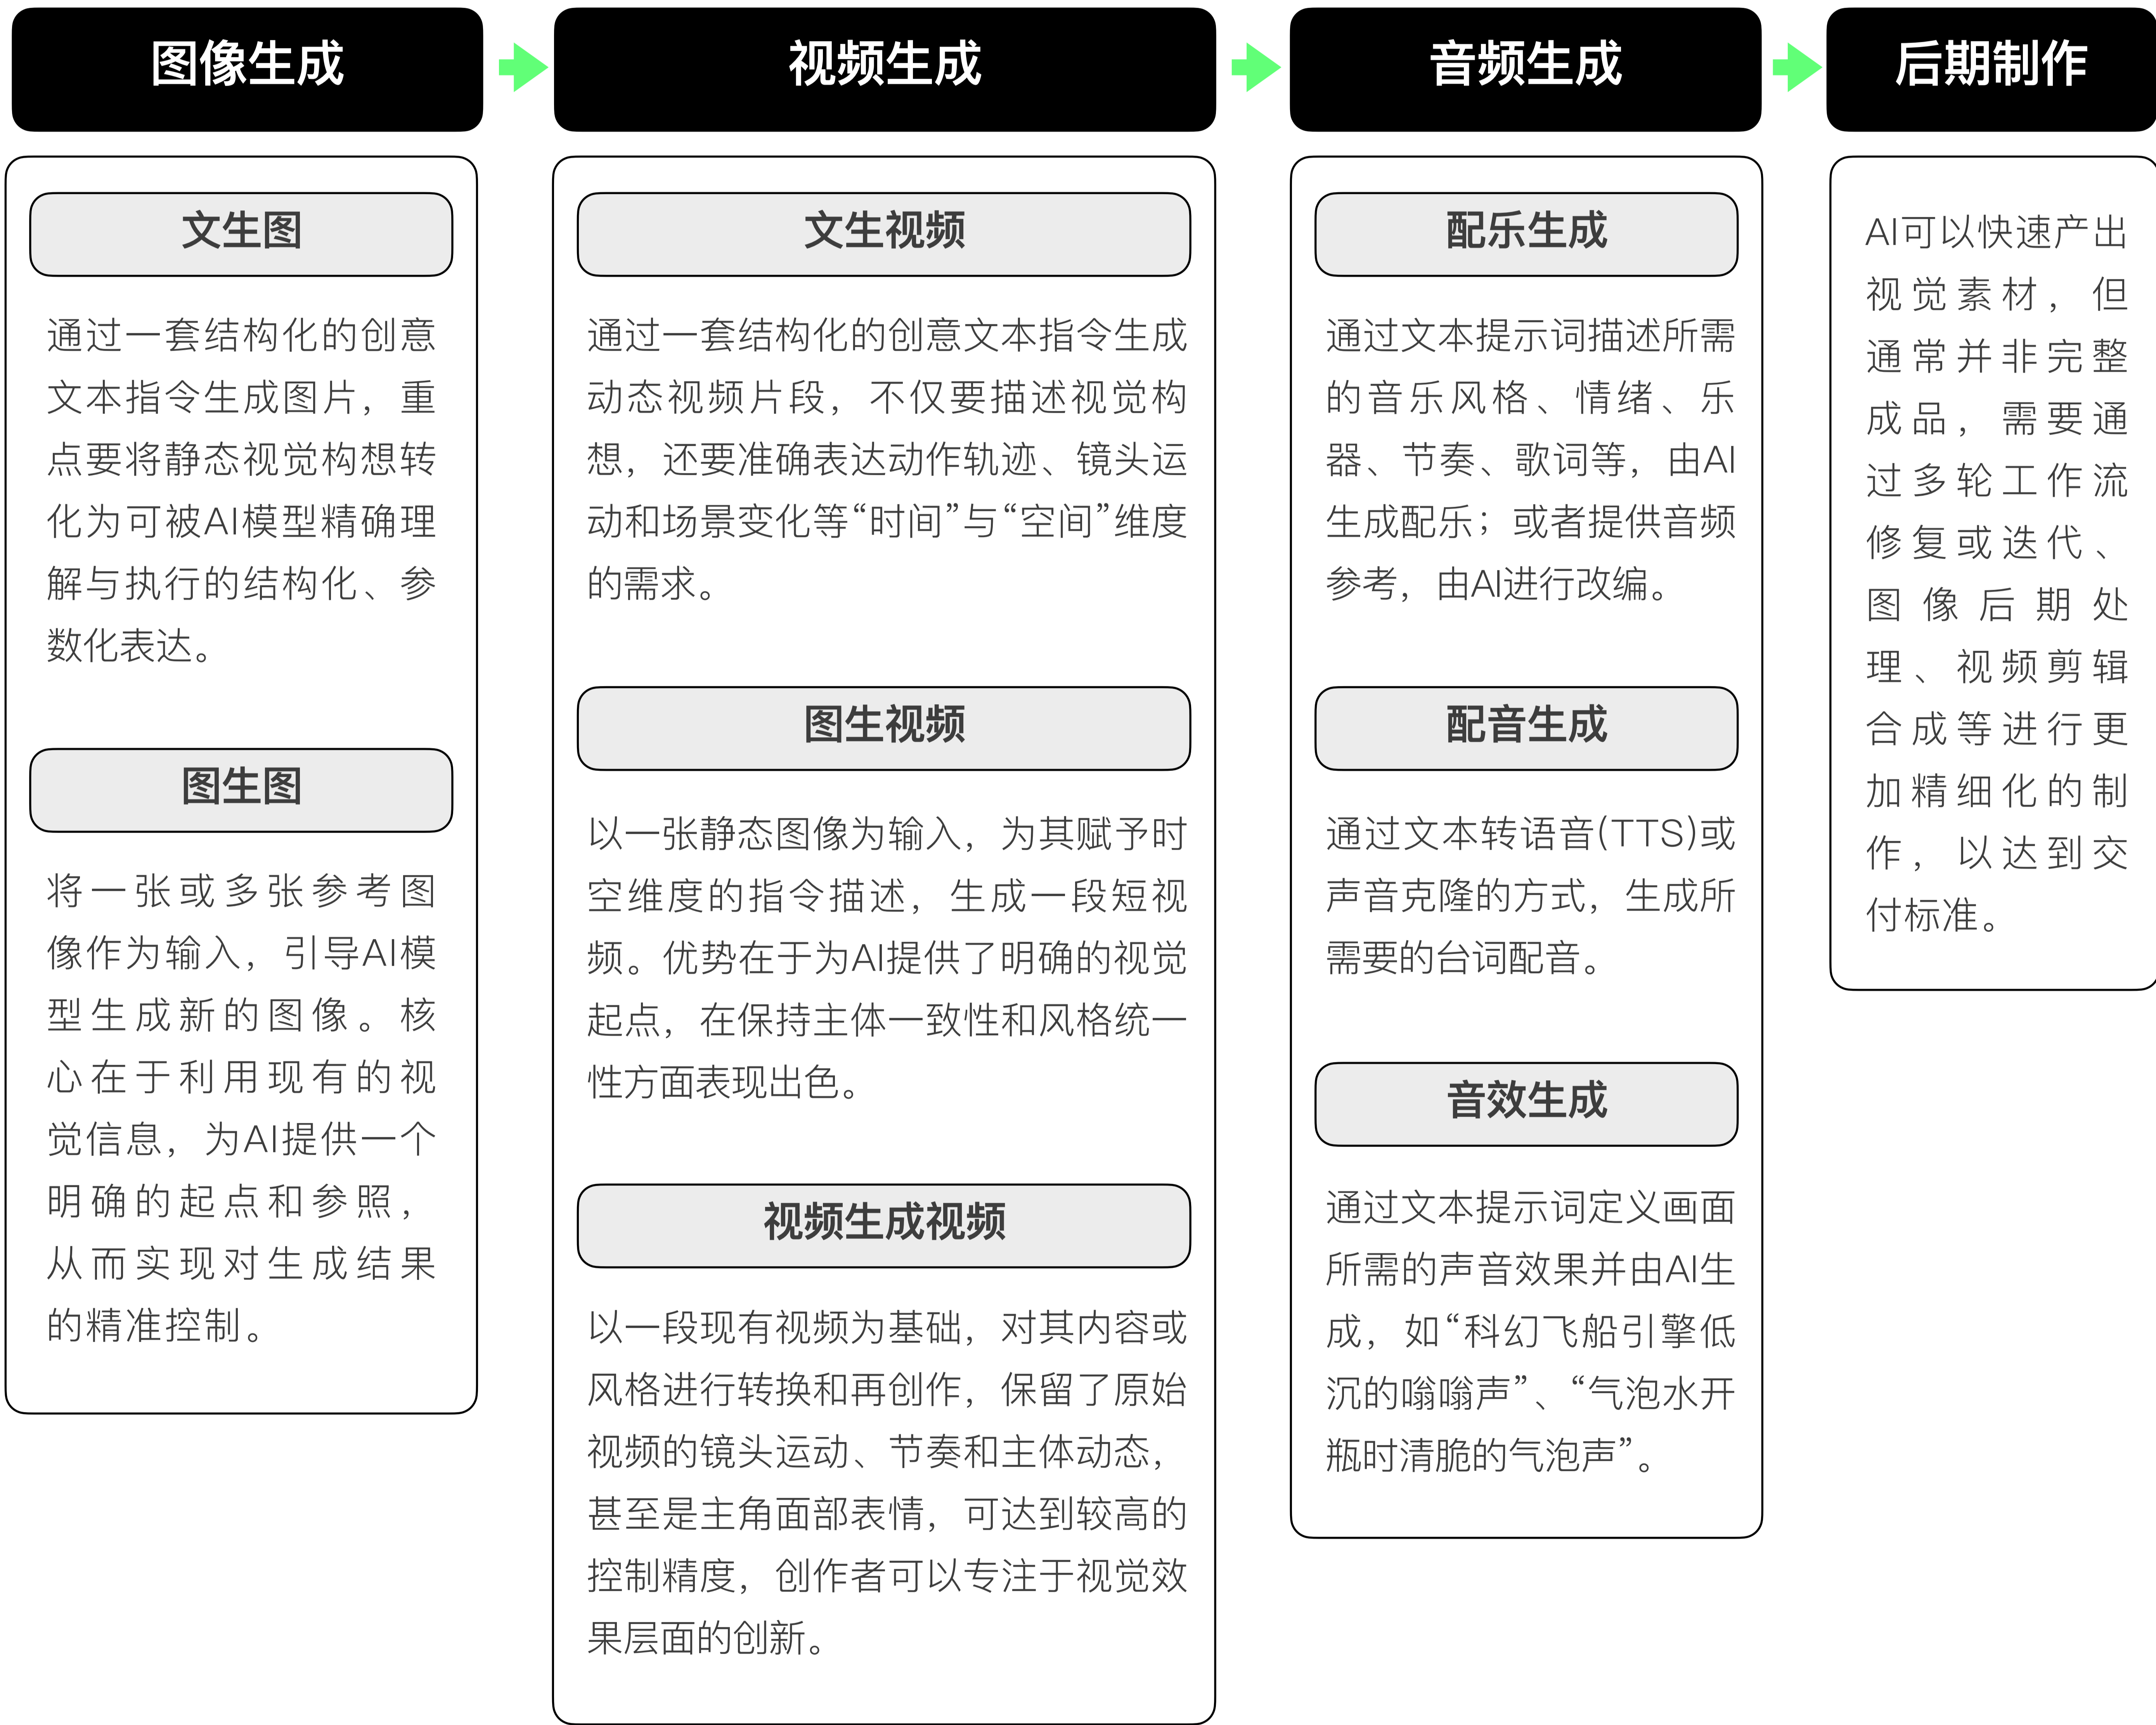 图像生成
文生图
通过一套结构化的创意
文本指令生成图片，重
点要将静态视觉构想转
化为可被AI模型精确理
解与执行的结构化、参
数化表达。
图生图
将一张或多张参考图
像作为输入，引导AI模
型生成新的图像。核
心在于利用现有的视
觉信息，为AI提供一个
明确的起点和参照，
从而实现对生成结果
的精准控制。
视频生成
文生视频
通过一套结构化的创意文本指令生成
动态视频片段，不仅要描述视觉构
想，还要准确表达动作轨迹、镜头运
动和场景变化等“时间”与“空间”维度
的需求。
图生视频
以一张静态图像为输入，为其赋予时
空维度的指令描述，生成一段短视
频。优势在于为AI提供了明确的视觉
起点，在保持主体一致性和风格统一
性方面表现出色。
视频生成视频
以一段现有视频为基础，对其内容或
风格进行转换和再创作，保留了原始
视频的镜头运动、节奏和主体动态，
甚至是主角面部表情，可达到较高的
控制精度，创作者可以专注于视觉效
果层面的创新。
音频生成
配乐生成
通过文本提示词描述所需
的音乐风格、情绪、乐
器、节奏、歌词等，由AI
生成配乐；或者提供音频
参考，由AI进行改编。
配音生成
通过文本转语音(TTS)或
声音克隆的方式，生成所
需要的台词配音。
音效生成
通过文本提示词定义画面
所需的声音效果并由AI生
成，如“科幻飞船引擎低
沉的嗡嗡声”、“气泡水开
瓶时清脆的气泡声”。
后期制作
AI可以快速产出
视觉素材，但
通常并非完整
成品，需要通
过多轮工作流
修复或迭代、
图像后期处
理、视频剪辑
合成等进行更
加精细化的制
作，以达到交
付标准。